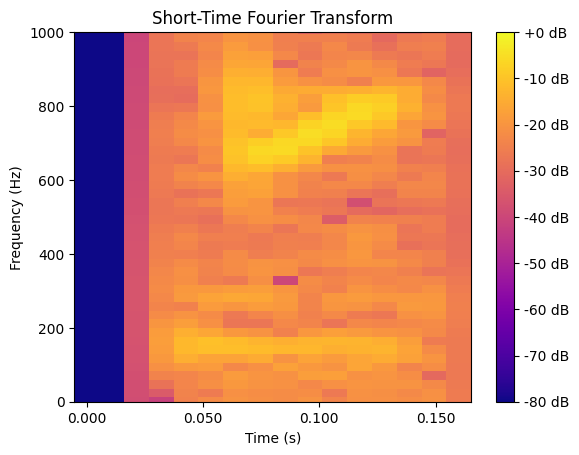 Short-Time Fourier Transform
1000
800
600
400
200
0
Frequency (Hz)
0.000
0.050
0.100
0.150
Time (s)
+0 dB
-10 dB
-20 dB
-30 dB
-40 dB
-50 dB
-60 dB
-70 dB
-80 dB